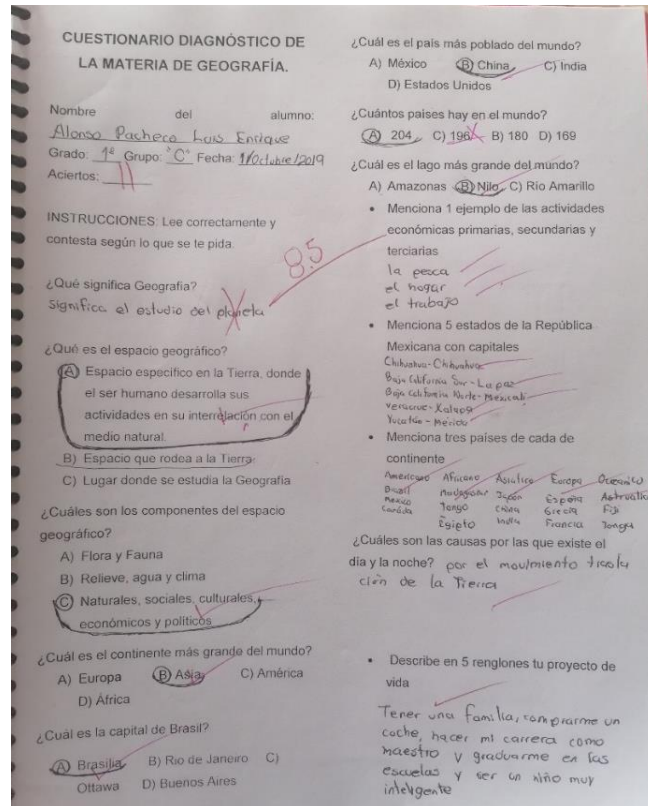 CUESTIONARIO DIAGNÓSTICO DE
LA MATERIA DE GEOGRAFÍA.
Nombre del alumno:
Alonso Pacheco Luis Enrique
Grado: 1º Grupo: "C" Fecha: 1/Octubre/2019
Aciertos: 11
INSTRUCCIONES: Lee correctamente y
contesta según lo que se te pida.
8.5
¿Qué significa Geografía?
Significa el estudio del planeta
¿Qué es el espacio geográfico?
A) Espacio especifico en la Tierra, donde
el ser humano desarrolla sus
actividades en su interrelación con el
medio natural.
B) Espacio que rodea a la Tierra.
C) Lugar donde se estudia la Geografía
¿Cuáles son los componentes del espacio
geográfico?
A) Flora y Fauna
B) Relieve, agua y clima
C) Naturales, sociales, culturales,
económicos y políticos
¿Cuál es el continente más grande del mundo?
A) Europa B) Asia C) América
D) África
¿Cuál es la capital de Brasil?
A) Brasilia B) Rio de Janeiro C)
Ottawa D) Buenos Aires
¿Cuál es el país más poblado del mundo?
A) México B) China C) India
D) Estados Unidos
¿Cuántos países hay en el mundo?
A) 204 C) 196 B) 180 D) 169
¿Cuál es el lago más grande del mundo?
A) Amazonas B) Nilo C) Río Amarillo
• Menciona 1 ejemplo de las actividades
económicas primarias, secundarias y
terciarias
la pesca
el hogar
el trabajo
• Menciona 5 estados de la República
Mexicana con capitales
Chihuahua-Chihuahua
Baja California Sur-La paz
Baja California Norte-Mexicali
Veracruz-Xalapa
Yucatán-Merida
• Menciona tres países de cada de
continente
Americano Africano Asiatico Europa Oceanico
Brasil Madagascar Japón España Astroalia
Mexico Congo China Grecia Fiji
Canáda Egipto India Francia Tonga
¿Cuáles son las causas por las que existe el
día y la noche? por el movimiento
ción de la Tierra
• Describe en 5 renglones tu proyecto de
vida
Tener una familia, comprarme un
coche, hacer mi carrera como
maestro y graduarme en las
escuelas y ser un niño muy
inteligente